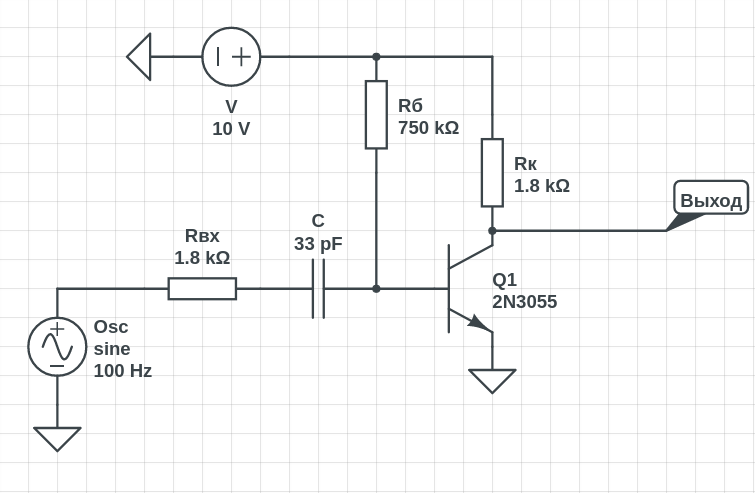 V
10 V
Rб
750 kΩ
Rк
1.8 kΩ
Выход
C
33 pF
Rвх
1.8 kΩ
Q1
2N3055
Osc
sine
100 Hz